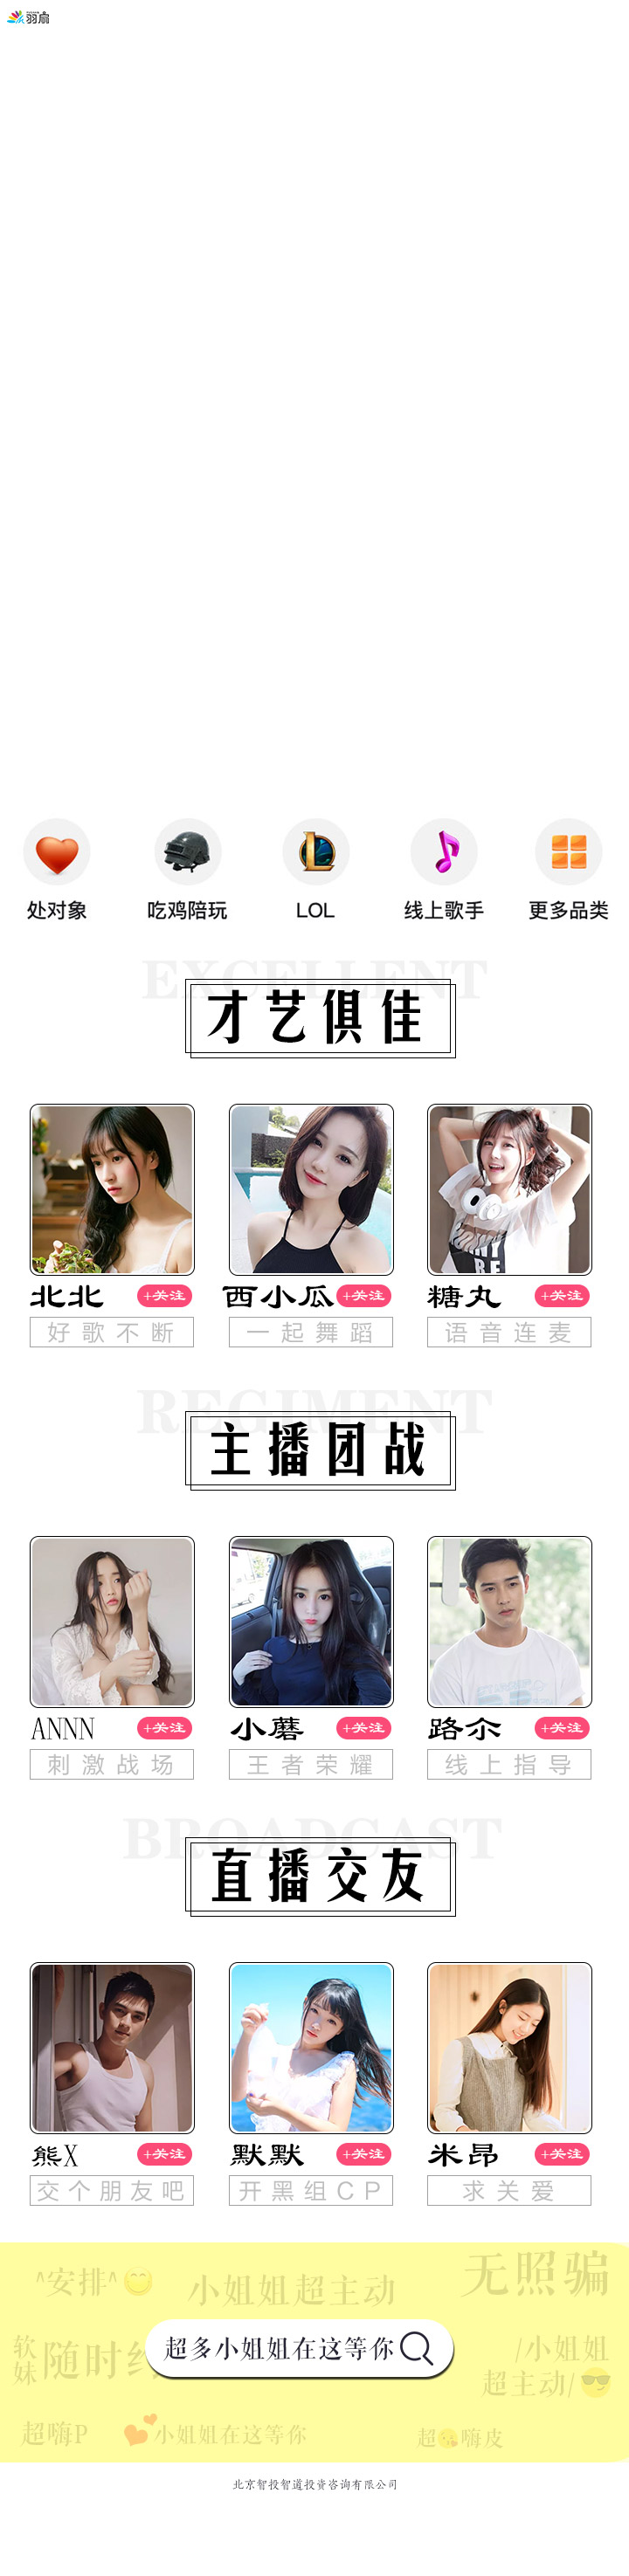 羽扇
处对象 吃鸡陪玩 LOL 线上歌手 更多品类
EXCELLENT
才艺俱佳
北北 +关注 西小瓜 +关注 糖丸 +关注
好歌不断 一起舞蹈 语音连麦
REGIMENT
主播团战
ANNN +关注 小蘑 +关注 路尒 +关注
刺激战场 王者荣耀 线上指导
BROADCAST
直播交友
熊X +关注 默默 +关注 米昂 +关注
交个朋友吧 开黑组CP 求关爱
^安排^ 小姐姐超主动 无照骗
超多小姐姐在这等你
软妹 随时 /小姐姐
超主动/
超嗨P 小姐姐在这等你 超嗨皮
北京智投智道投资咨询有限公司